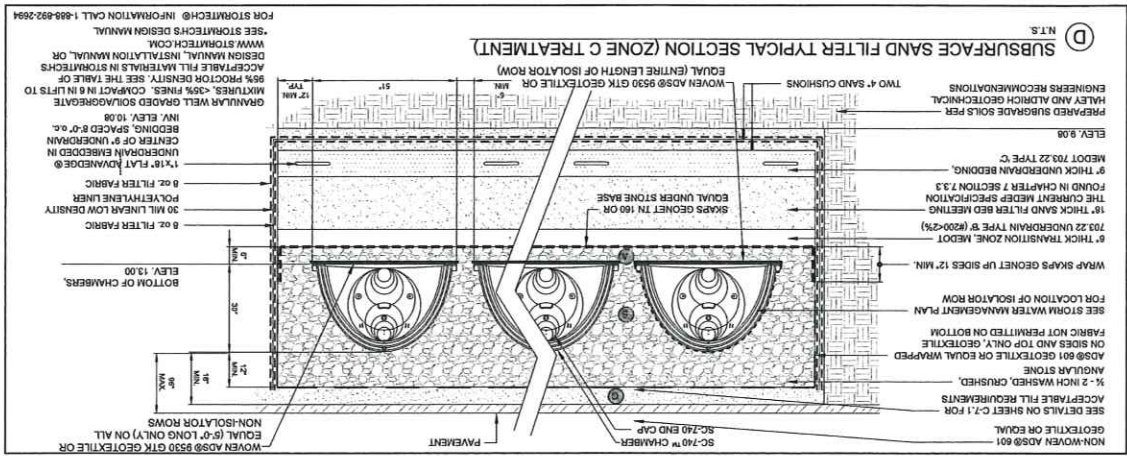 WOVEN ADS® 9530 GTK GEOTEXTILE OR
EQUAL (5'-0" LONG ONLY) ON ALL
NON-ISOLATOR ROWS
BOTTOM OF CHAMBERS,
ELEV. 13.00
8 oz. FILTER FABRIC
30 MIL LINEAR LOW DENSITY
POLYETHYLENE LINER
8 oz. FILTER FABRIC
1"x18" FLAT ADVANEDGE®
UNDERDRAIN EMBEDDED IN
CENTER OF 9" UNDERDRAIN
BEDDING, SPACED 8'-0" o.c.
INV. ELEV. 10.08
GRANULAR WELL GRADED SOIL/AGGREGATE
MIXTURES, <35% FINES. COMPACT IN 6 IN LIFTS TO
95% PROCTOR DENSITY. SEE THE TABLE OF
ACCEPTABLE FILL MATERIALS IN STORMTECH'S
DESIGN MANUAL, INSTALLATION MANUAL, OR
WWW.STORMTECH.COM.
*SEE STORMTECH'S DESIGN MANUAL
FOR STORMTECH® INFORMATION CALL 1-888-892-2694
96"
MAX.
18"
MIN.
12"
30"
6"
MIN.
12" MIN.
TYP.
51"
6"
MIN.
PAVEMENT
SC-740™ CHAMBER
SC-740 END CAP
G
B
A
SKAPS GEONET TN 160 OR
EQUAL UNDER STONE BASE
WOVEN ADS® 9530 GTK GEOTEXTILE OR
EQUAL (ENTIRE LENGTH OF ISOLATOR ROW)
NON-WOVEN ADS® 601
GEOTEXTILE OR EQUAL
SEE DETAILS ON SHEET C-7.1 FOR
ACCEPTABLE FILL REQUIREMENTS
¾ - 2 INCH WASHED, CRUSHED,
ANGULAR STONE
ADS® 601 GEOTEXTILE OR EQUAL WRAPPED
ON SIDES AND TOP ONLY, GEOTEXTILE
FABRIC NOT PERMITTED ON BOTTOM
SEE STORM WATER MANAGEMENT PLAN
FOR LOCATION OF ISOLATOR ROW
WRAP SKAPS GEONET UP SIDES 12" MIN.
6" THICK TRANSITION ZONE, MEDOT
703.22 UNDERDRAIN TYPE 'B' (#200<2%)
18" THICK SAND FILTER BED MEETING
THE CURRENT MEDEP SPECIFICATION
FOUND IN CHAPTER 7 SECTION 7.3.3
9" THICK UNDERDRAIN BEDDING,
MEDOT 703.22 TYPE 'C'
ELEV. 9.08
PREPARED SUBGRADE SOILS PER
HALEY AND ALDRICH GEOTECHNICAL
ENGINEERS RECOMMENDATIONS
TWO 4" SAND CUSHIONS
D
SUBSURFACE SAND FILTER TYPICAL SECTION (ZONE C TREATMENT)
N.T.S.